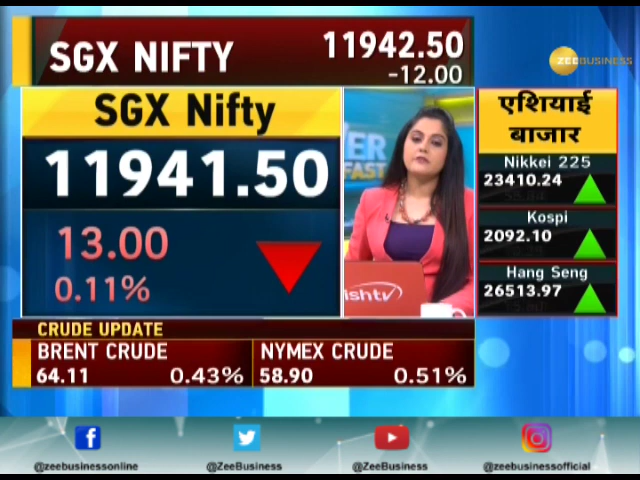 SGX NIFTY
11942.50
-12.00
ZEEBUSINESS
SGX Nifty
11941.50
13.00
0.11%
एशियाई
बाजार
Nikkei 225
23410.24
Kospi
2092.10
Hang Seng
26513.97
CRUDE UPDATE
BRENT CRUDE
64.11 0.43%
NYMEX CRUDE
58.90 0.51%
@zeebusinessonline
@ZeeBusiness
@ZeeBusiness
@zeebusinessofficial